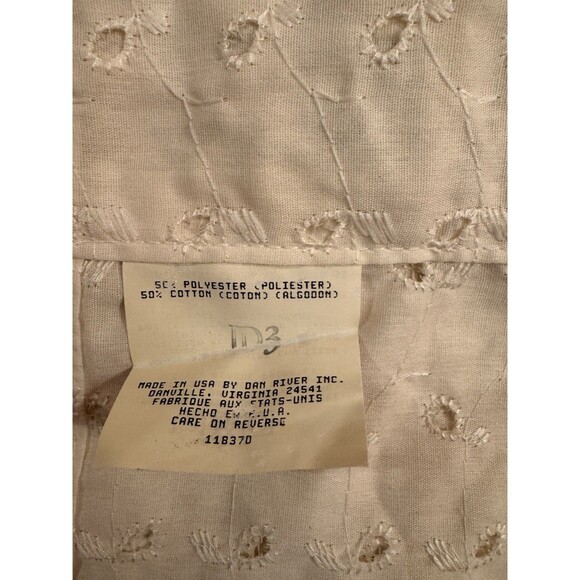 50% POLYESTER (POLIESTER)
50% COTTON (COTON) (ALGODON)
MADE IN USA BY DAN RIVER INC.
DANVILLE, VIRGINIA 24541
FABRIQUE AUX ETATS-UNIS
HECHO EN E.U.A.
CARE ON REVERSE
118370